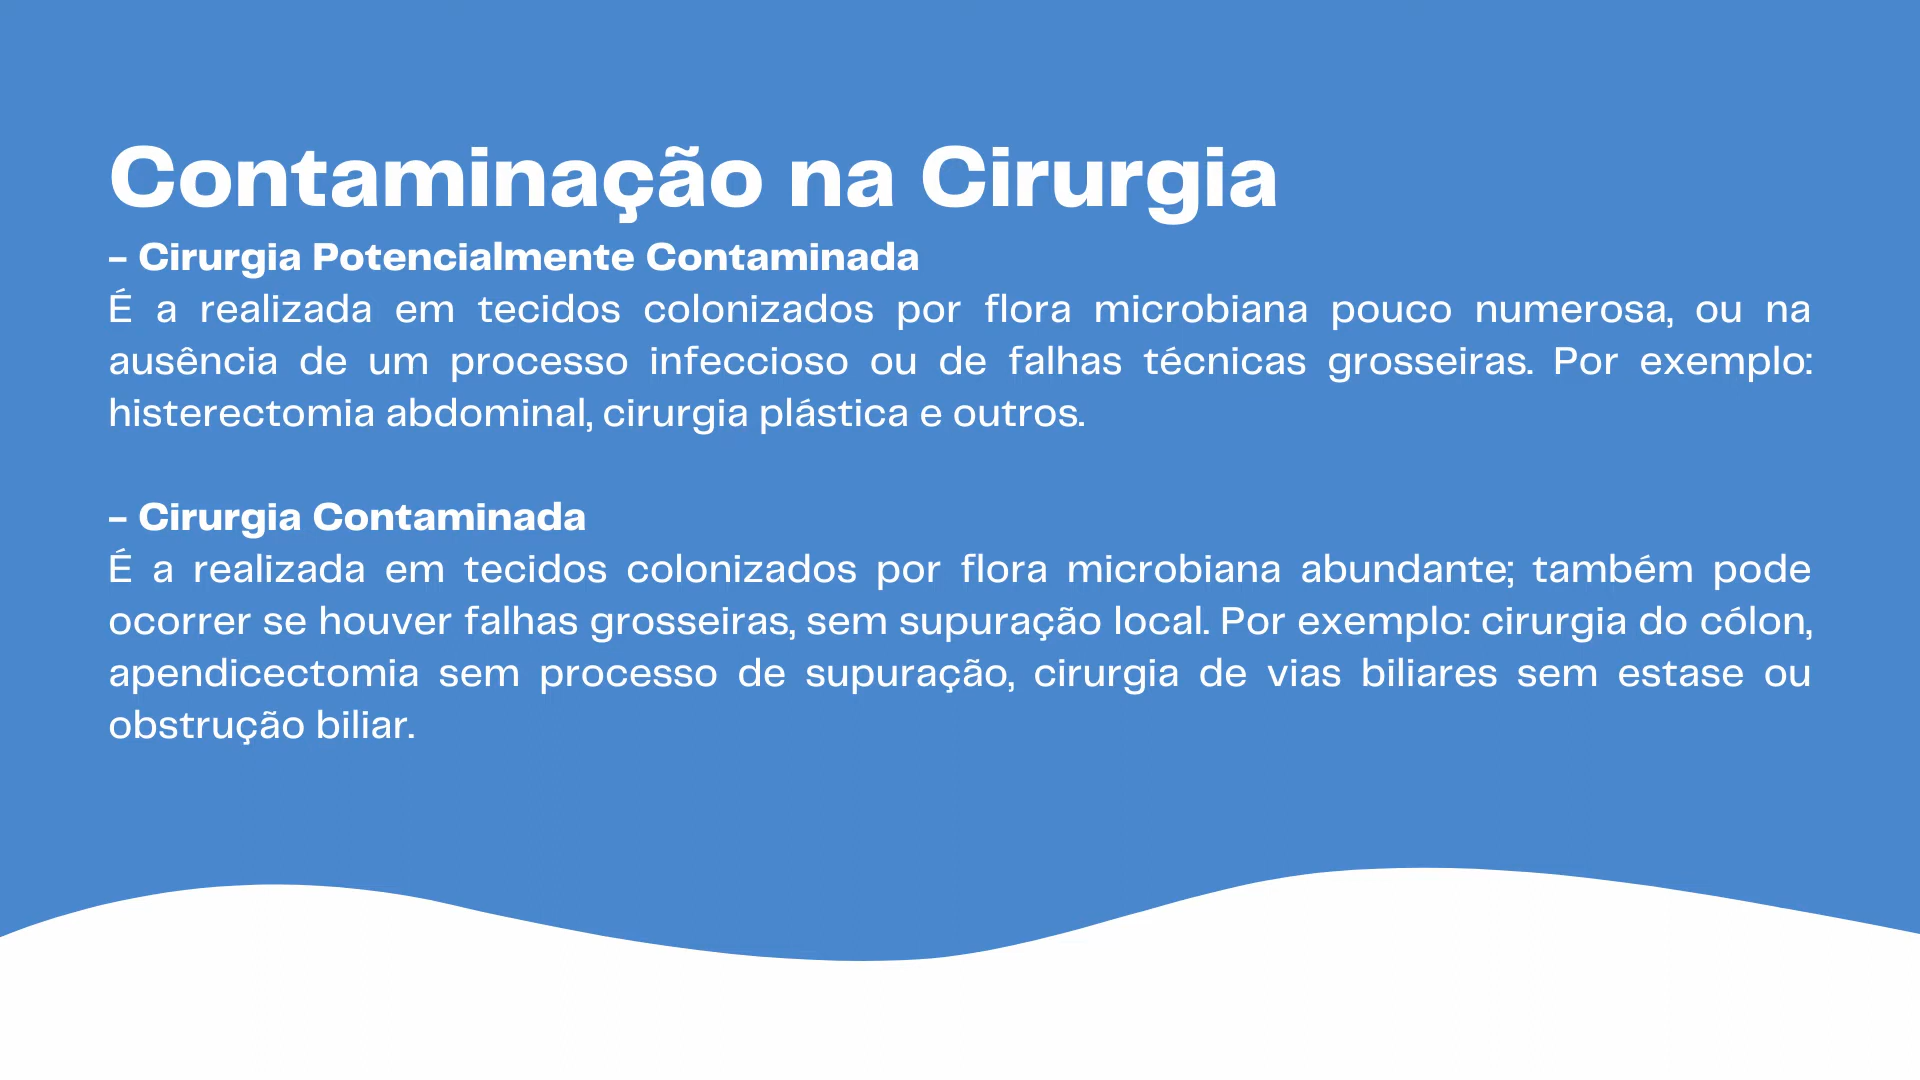 Contaminação na Cirurgia
– Cirurgia Potencialmente Contaminada
É a realizada em tecidos colonizados por flora microbiana pouco numerosa, ou na
ausência de um processo infeccioso ou de falhas técnicas grosseiras. Por exemplo:
histerectomia abdominal, cirurgia plástica e outros.
– Cirurgia Contaminada
É a realizada em tecidos colonizados por flora microbiana abundante; também pode
ocorrer se houver falhas grosseiras, sem supuração local. Por exemplo: cirurgia do cólon,
apendicectomia sem processo de supuração, cirurgia de vias biliares sem estase ou
obstrução biliar.